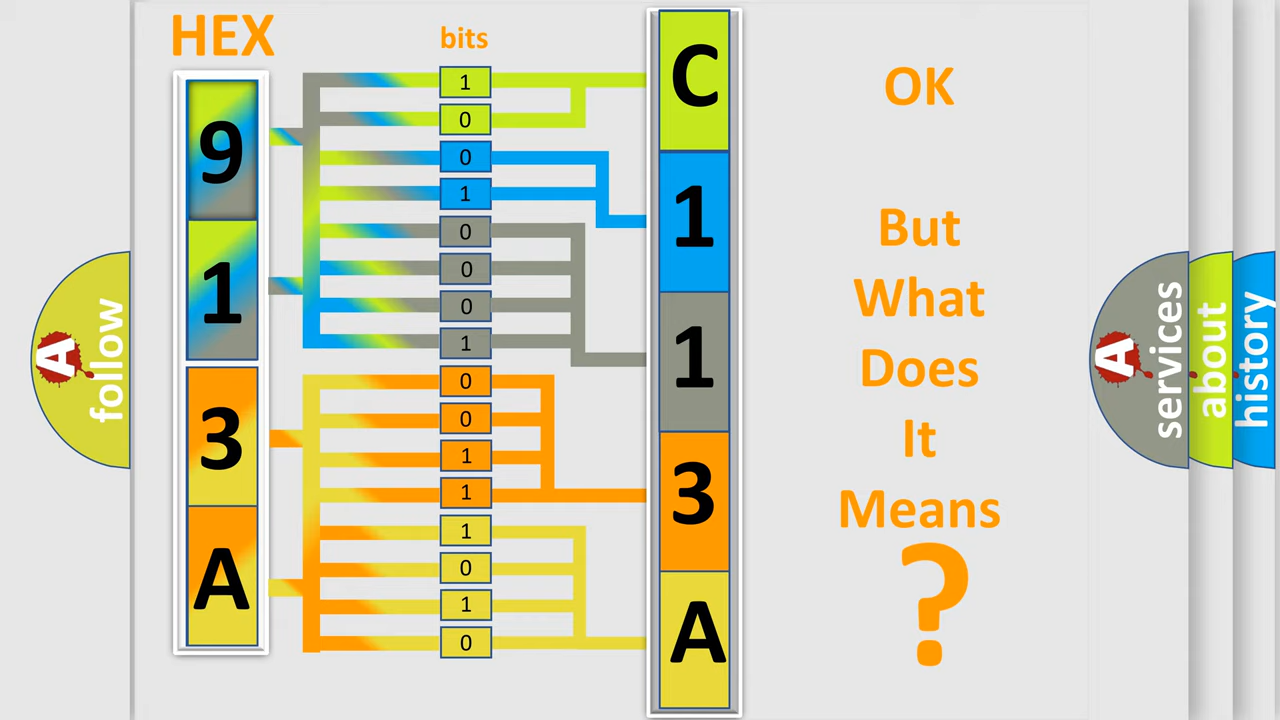 HEX
bits
9
1
3
A
1
0
0
1
0
0
0
1
0
0
1
1
1
0
1
0
C
1
1
3
A
OK
But
What
Does
It
Means
?
A
follow
A
services
about
history